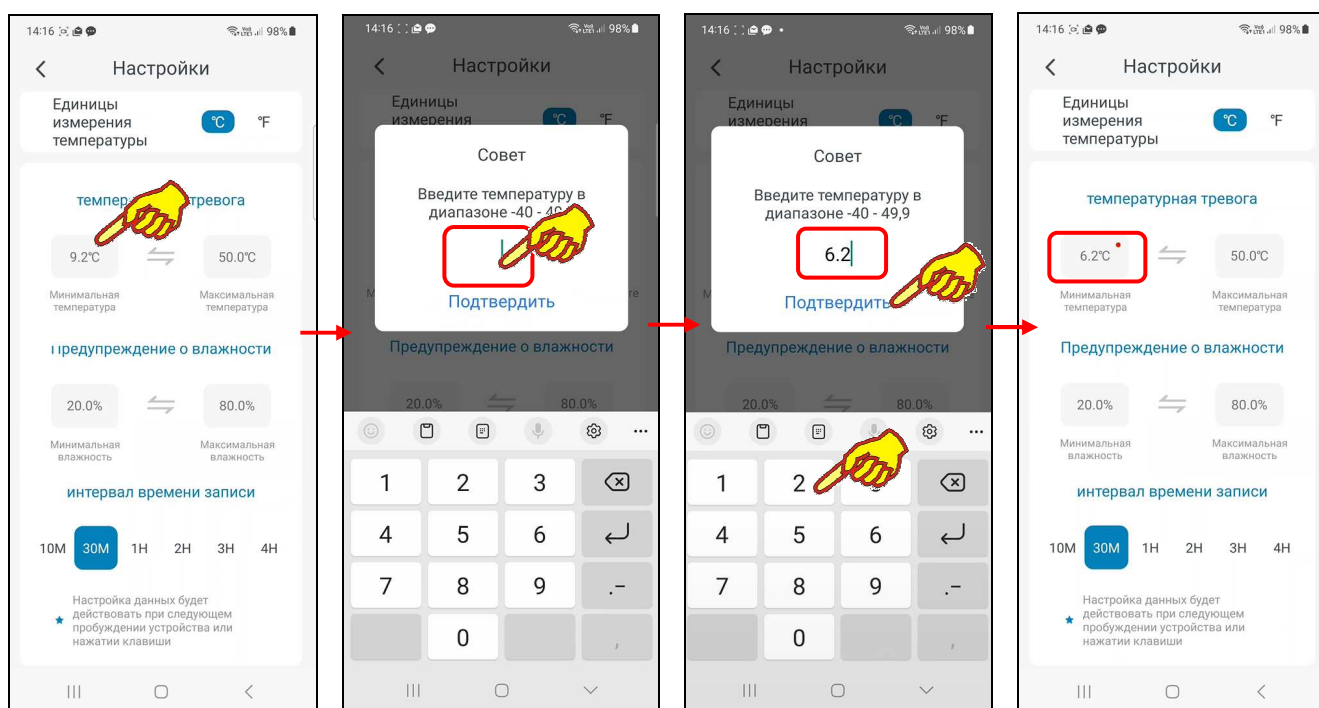 14:16 98%
Настройки
Единицы
измерения
температуры
℃ °F
тревога
9.2℃ 50.0℃
Минимальная
температура
Максимальная
температура
предупреждение о влажности
20.0% 80.0%
Минимальная
влажность
Максимальная
влажность
интервал времени записи
10M 30M 1H 2H 3H 4H
Настройка данных будет
действовать при следующем
пробуждении устройства или
нажатии клавиши
14:16 98%
Настройки
Единицы
измерения
℃ °F
Совет
Введите температуру в
диапазоне -40 -
Подтвердить
Предупреждение о влажности
20.0% 80.0%
1 2 3
4 5 6
7 8 9 .-
0 ,
14:16 98%
Настройки
Единицы
измерения
℃ °F
Совет
Введите температуру в
диапазоне -40 - 49,9
6.2
Подтвердить
Предупреждение о влажности
20.0% 80.0%
1 2
4 5 6
7 8 9 .-
0 ,
14:16 98%
Настройки
Единицы
измерения
температуры
℃ °F
температурная тревога
6.2℃ 50.0℃
Минимальная
температура
Максимальная
температура
Предупреждение о влажности
20.0% 80.0%
Минимальная
влажность
Максимальная
влажность
интервал времени записи
10M 30M 1H 2H 3H 4H
Настройка данных будет
действовать при следующем
пробуждении устройства или
нажатии клавиши